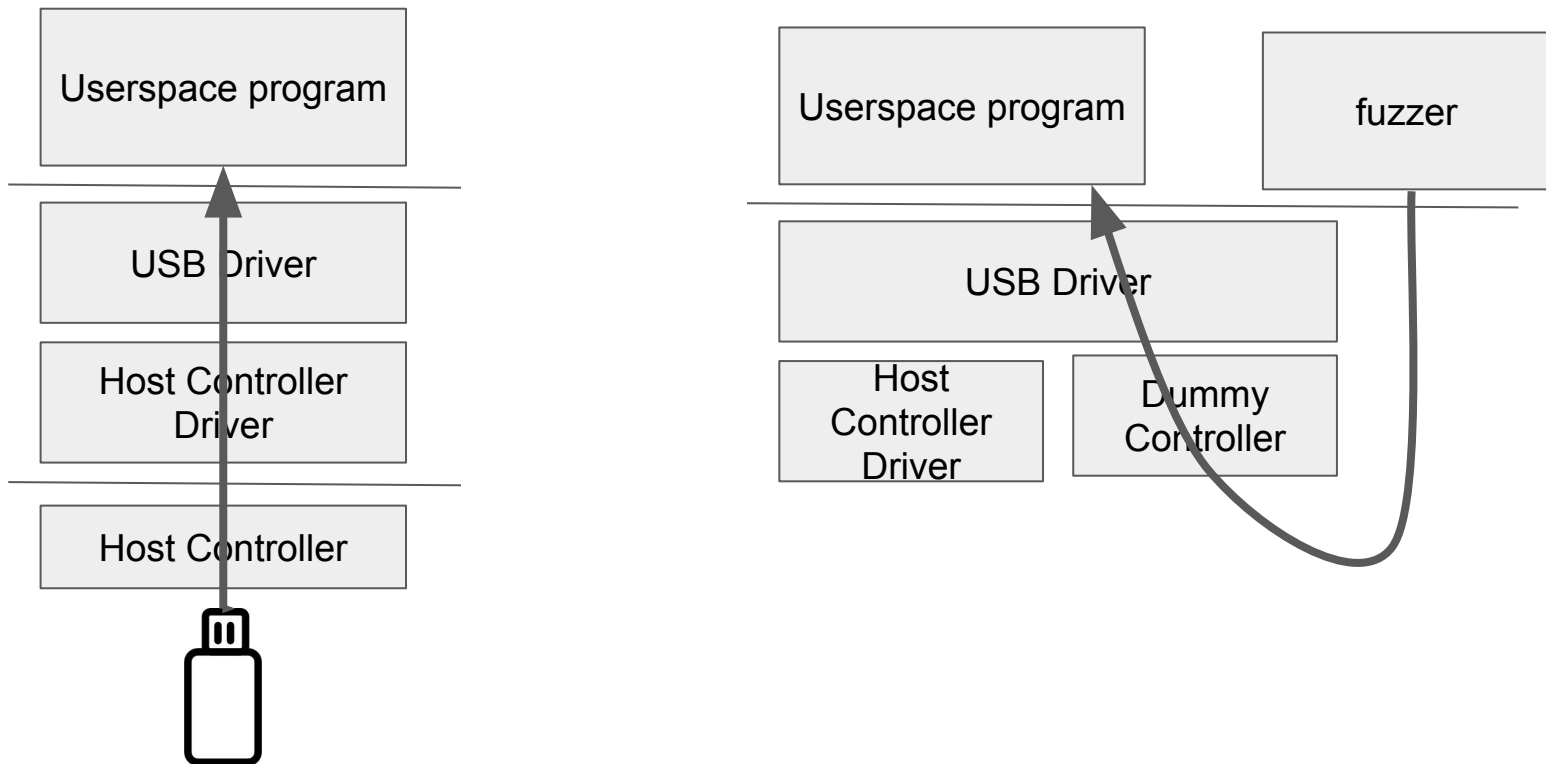 Userspace program
USB Driver
Host Controller
Driver
Host Controller
Userspace program
fuzzer
USB Driver
Host
Controller
Driver
Dummy
Controller